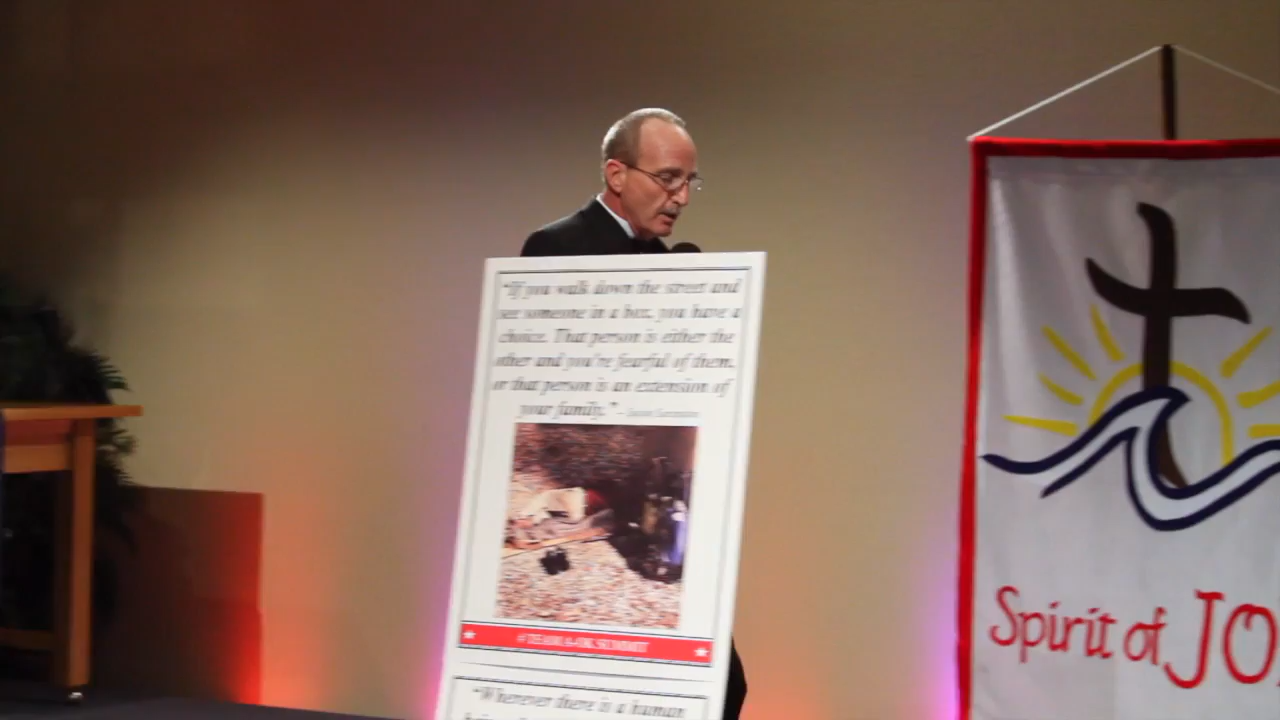 "If you walk down the street and
see someone in a box, you have a
choice. That person is either the
other and you're fearful of them,
or that person is an extension of
your family." -
# TEAM A-OK SUMMIT
"Wherever there is a human
Spirit of JO